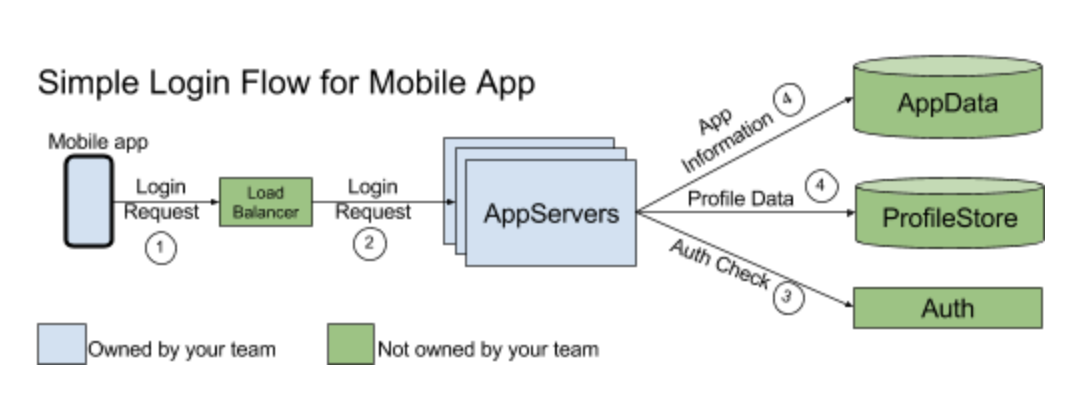 Simple Login Flow for Mobile App
Mobile app
Login
Request
1
Load
Balancer
Login
Request
2
AppServers
App
Information
4
AppData
Profile Data
4
ProfileStore
Auth Check
3
Auth
Owned by your team
Not owned by your team